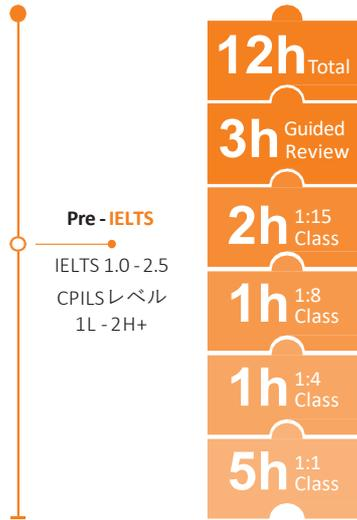 Pre - IELTS
IELTS 1.0 - 2.5
CPILSレベル
1L - 2H+
12h Total
3h Guided
Review
2h 1:15
Class
1h 1:8
Class
1h 1:4
Class
5h 1:1
Class